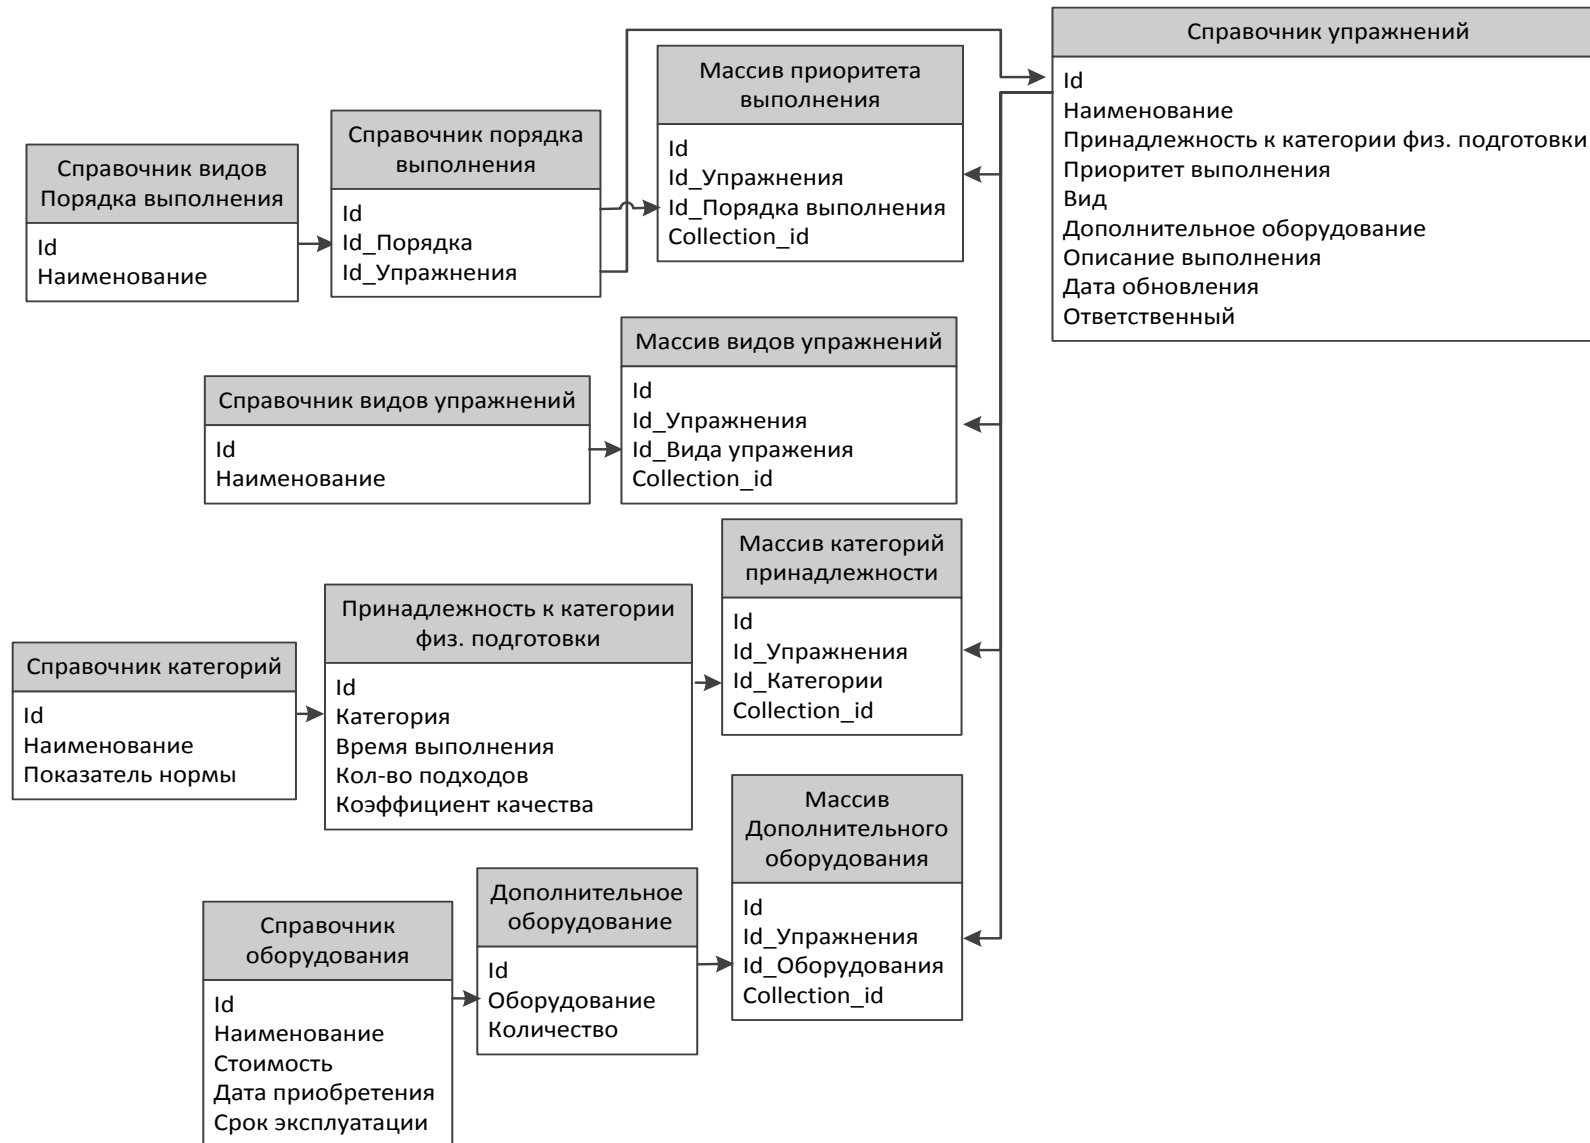 Справочник упражнений
Id
Наименование
Принадлежность к категории физ. подготовки
Приоритет выполнения
Вид
Дополнительное оборудование
Описание выполнения
Дата обновления
Ответственный
Массив приоритета
выполнения
Id
Id_Упражнения
Id_Порядка выполнения
Collection_id
Справочник порядка
выполнения
Id
Id_Порядка
Id_Упражнения
Справочник видов
Порядка выполнения
Id
Наименование
Массив видов упражнений
Id
Id_Упражнения
Id_Вида упражения
Collection_id
Справочник видов упражнений
Id
Наименование
Массив категорий
принадлежности
Id
Id_Упражнения
Id_Категории
Collection_id
Принадлежность к категории
физ. подготовки
Id
Категория
Время выполнения
Кол-во подходов
Коэффициент качества
Справочник категорий
Id
Наименование
Показатель нормы
Массив
Дополнительного
оборудования
Id
Id_Упражнения
Id_Оборудования
Collection_id
Дополнительное
оборудование
Id
Оборудование
Количество
Справочник
оборудования
Id
Наименование
Стоимость
Дата приобретения
Срок эксплуатации